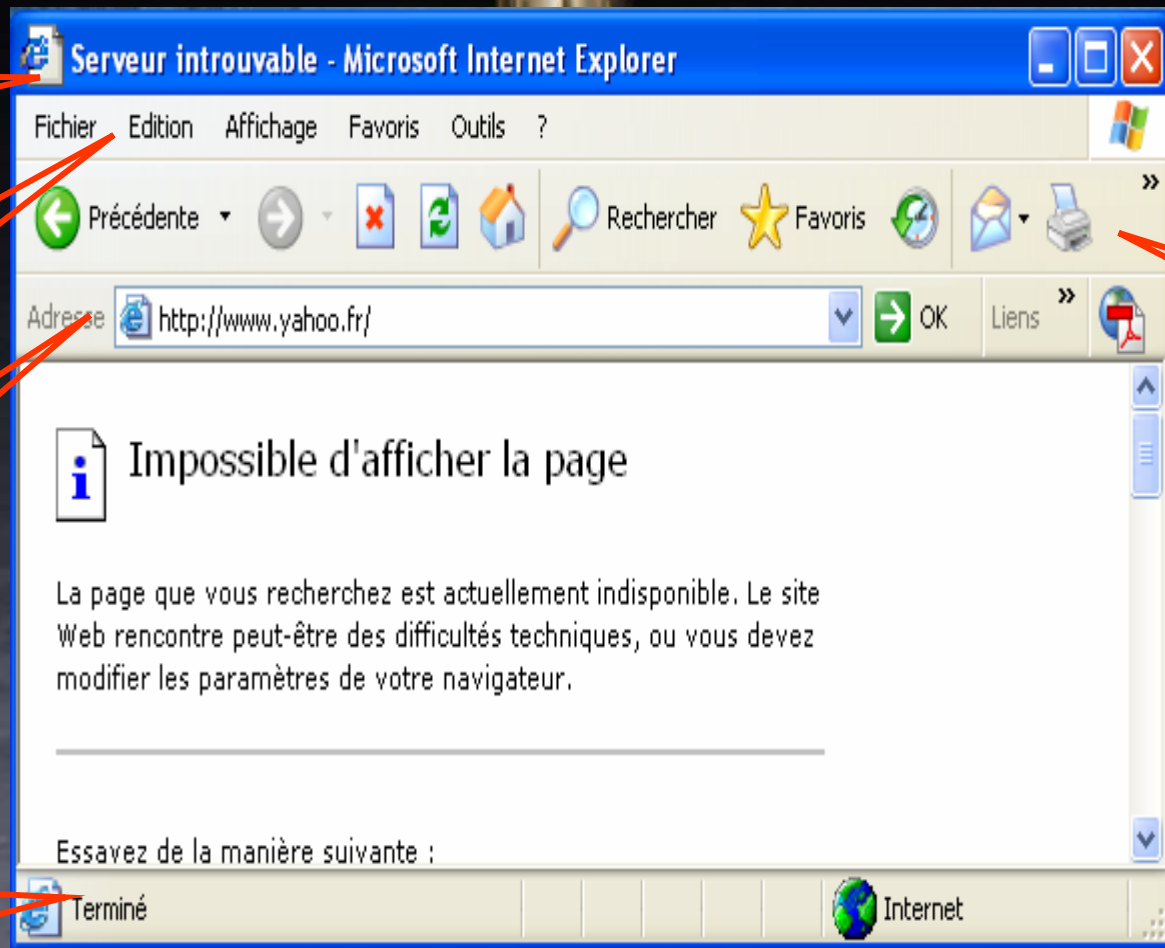 Serveur introuvable - Microsoft Internet Explorer
Fichier Edition Affichage Favoris Outils ?
Précédente Rechercher Favoris »
Adresse http://www.yahoo.fr/ OK Liens »
i Impossible d'afficher la page
La page que vous recherchez est actuellement indisponible. Le site
Web rencontre peut-être des difficultés techniques, ou vous devez
modifier les paramètres de votre navigateur.
Essayez de la manière suivante :
Terminé Internet